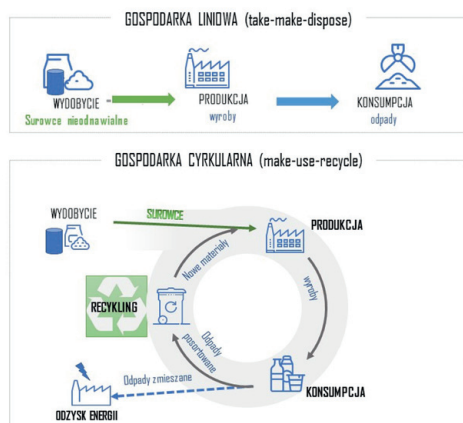 GOSPODARKA LINIOWA (take-make-dispose)
WYDOBYCIE
Surowce nieodnawialne
PRODUKCJA
wyroby
KONSUMPCJA
odpady
GOSPODARKA CYRKULARNA (make-use-recycle)
WYDOBYCIE
SUROWCE
PRODUKCJA
Nowe materiały
wyroby
RECYKLING
Odpady
posortowane
KONSUMPCJA
Odpady zmieszane
ODZYSK ENERGII